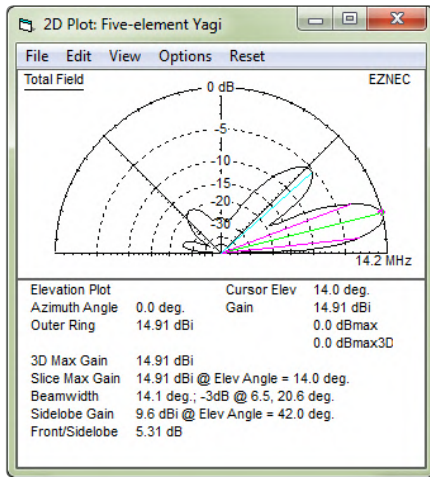 2D Plot: Five-element Yagi
File Edit View Options Reset
Total Field
0 dB
EZNEC
-5
-10
-15
-20
-30
14.2 MHz
Elevation Plot
Cursor Elev 14.0 deg.
Azimuth Angle 0.0 deg.
Gain 14.91 dBi
Outer Ring 14.91 dBi
0.0 dBmax
0.0 dBmax3D
3D Max Gain 14.91 dBi
Slice Max Gain 14.91 dBi @ Elev Angle = 14.0 deg.
Beamwidth 14.1 deg.; -3dB @ 6.5, 20.6 deg.
Sidelobe Gain 9.6 dBi @ Elev Angle = 42.0 deg.
Front/Sidelobe 5.31 dB